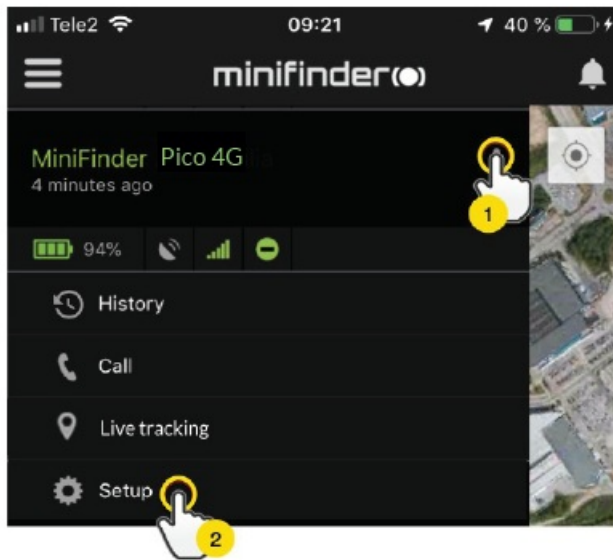 Tele2 09:21 40 %
minifinder
MiniFinder Pico 4G
4 minutes ago
1
94%
History
Call
Live tracking
Setup
2